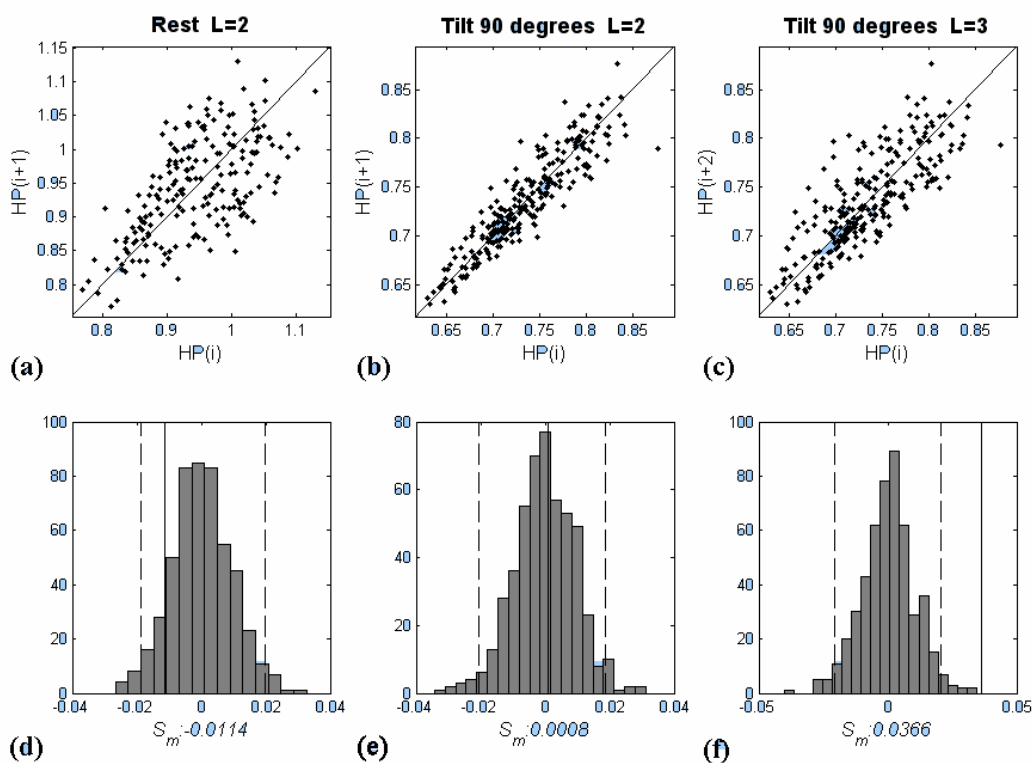 Rest L=2
Tilt 90 degrees L=2
Tilt 90 degrees L=3
1.15
1.1
1.05
1
0.95
0.9
0.85
0.8
HP(i+1)
0.8 0.9 1 1.1
HP(i)
(a)
0.85
0.8
0.75
0.7
0.65
HP(i+1)
0.65 0.7 0.75 0.8 0.85
HP(i)
(b)
0.85
0.8
0.75
0.7
0.65
HP(i+2)
0.65 0.7 0.75 0.8 0.85
HP(i)
(c)
100
80
60
40
20
0
-0.04 -0.02 0 0.02 0.04
Sm:-0.0114
(d)
80
60
40
20
0
-0.04 -0.02 0 0.02 0.04
Sm:0.0008
(e)
100
80
60
40
20
0
-0.05 0 0.05
Sm:0.0366
(f)